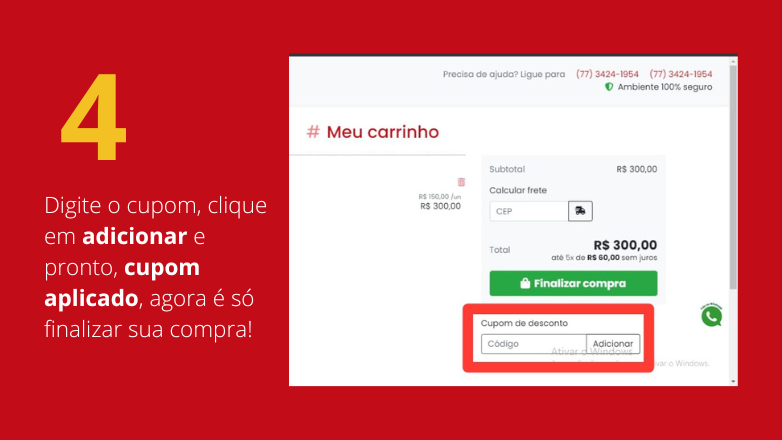 4
Digite o cupom, clique
em adicionar e
pronto, cupom
aplicado, agora é só
finalizar sua compra!
Precisa de ajuda? Ligue para (77) 3424-1954 (77) 3424-1954
Ambiente 100% seguro
# Meu carrinho
R$ 150,00 /un
R$ 300,00
Subtotal R$ 300,00
Calcular frete
CEP
Total R$ 300,00
até 5x de R$ 60,00 sem juros
Finalizar compra
Cupom de desconto
Código Adicionar
Ativar o Windows
var o Windows.